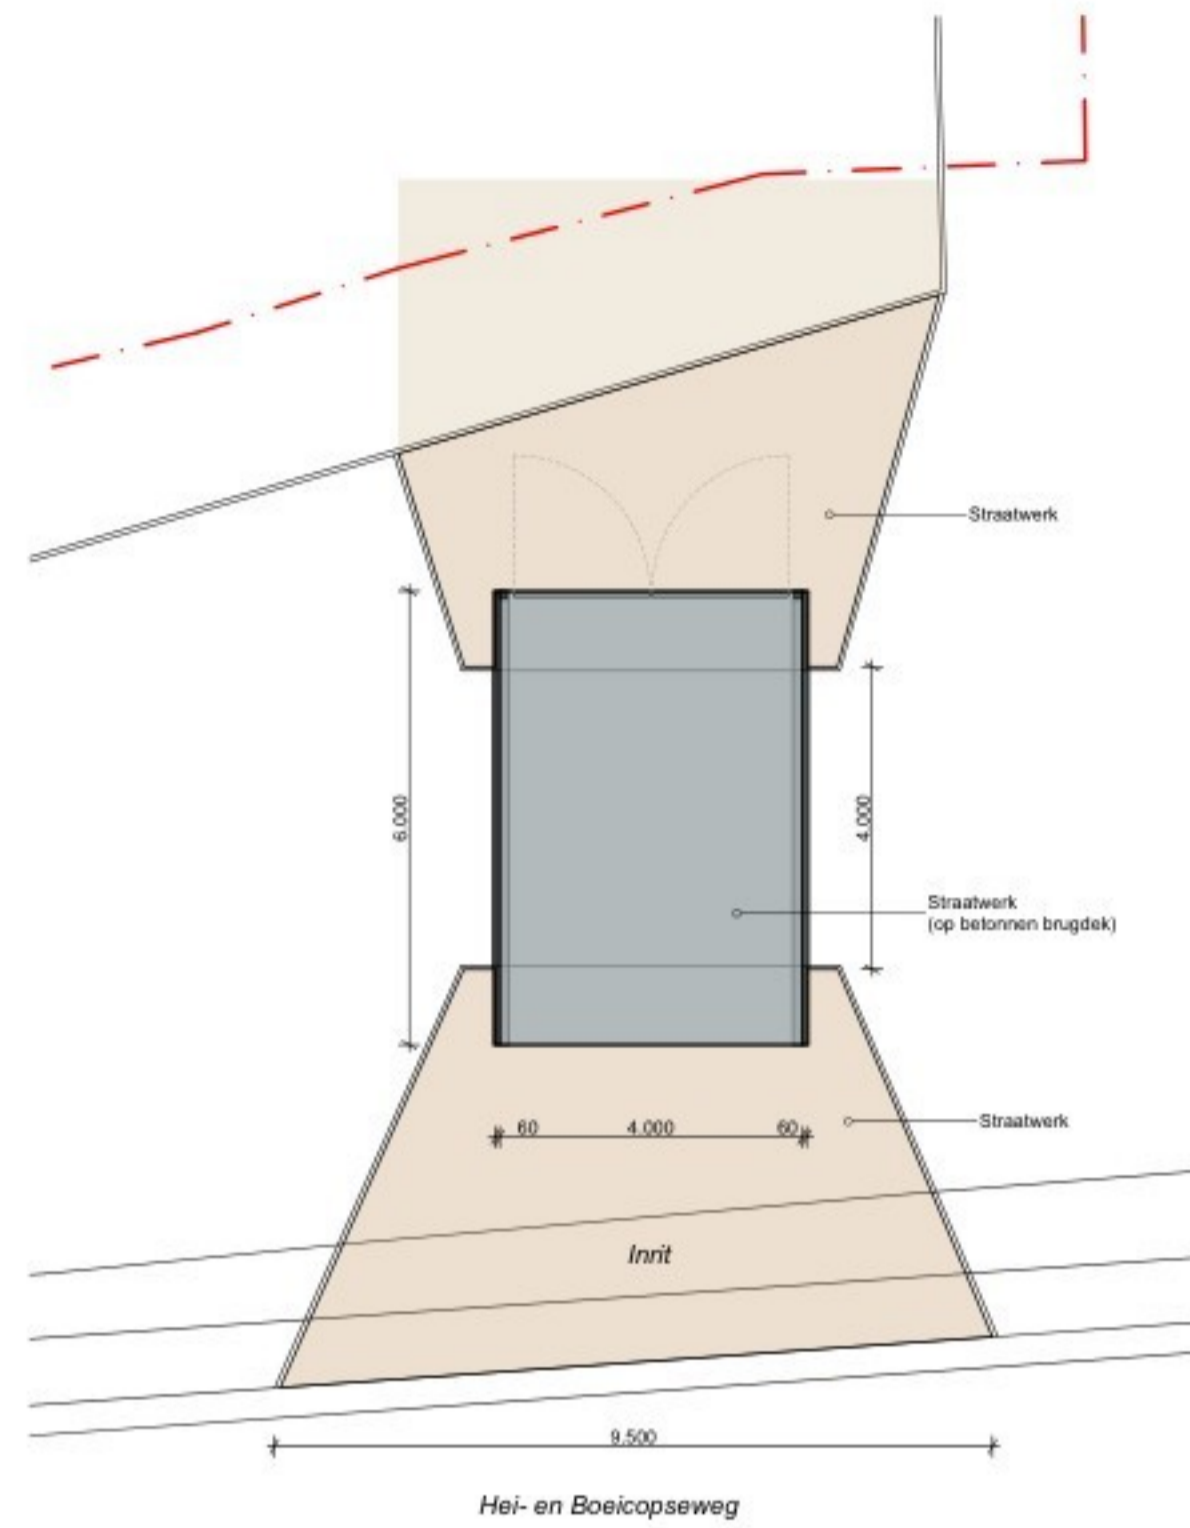 Straatwerk
6.000
4.000
Straatwerk
(op betonnen brugdek)
60
4.000
60
Straatwerk
Inrit
9.500
Hei- en Boeicopseweg